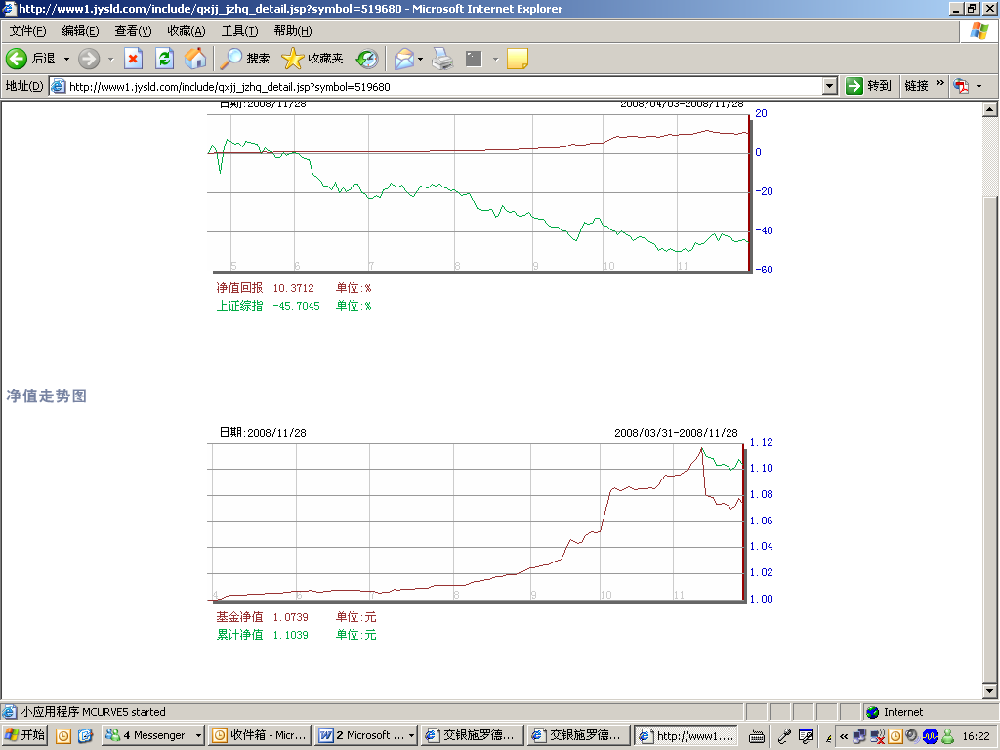 http://www1.jysld.com/include/qxjj_jzhq_detail.jsp?symbol=519680 - Microsoft Internet Explorer
文件(F) 编辑(E) 查看(V) 收藏(A) 工具(T) 帮助(H)
后退 搜索 收藏夹
地址(D) http://www1.jysld.com/include/qxjj_jzhq_detail.jsp?symbol=519680 转到 链接 »
日期:2008/11/28 2008/04/03-2008/11/28
20
0
-20
-40
-60
5 6 7 8 9 10 11
净值回报 10.3712 单位:%
上证综指 -45.7045 单位:%
净值走势图
日期:2008/11/28 2008/03/31-2008/11/28
1.12
1.10
1.08
1.06
1.04
1.02
1.00
4 6 7 8 9 10 11
基金净值 1.0739 单位:元
累计净值 1.1039 单位:元
小应用程序 MCURVE5 started Internet
开始 4 Messenger 收件箱 - Micr... 2 Microsoft ... 交银施罗德... 交银施罗德... http://www1.... « 16:22